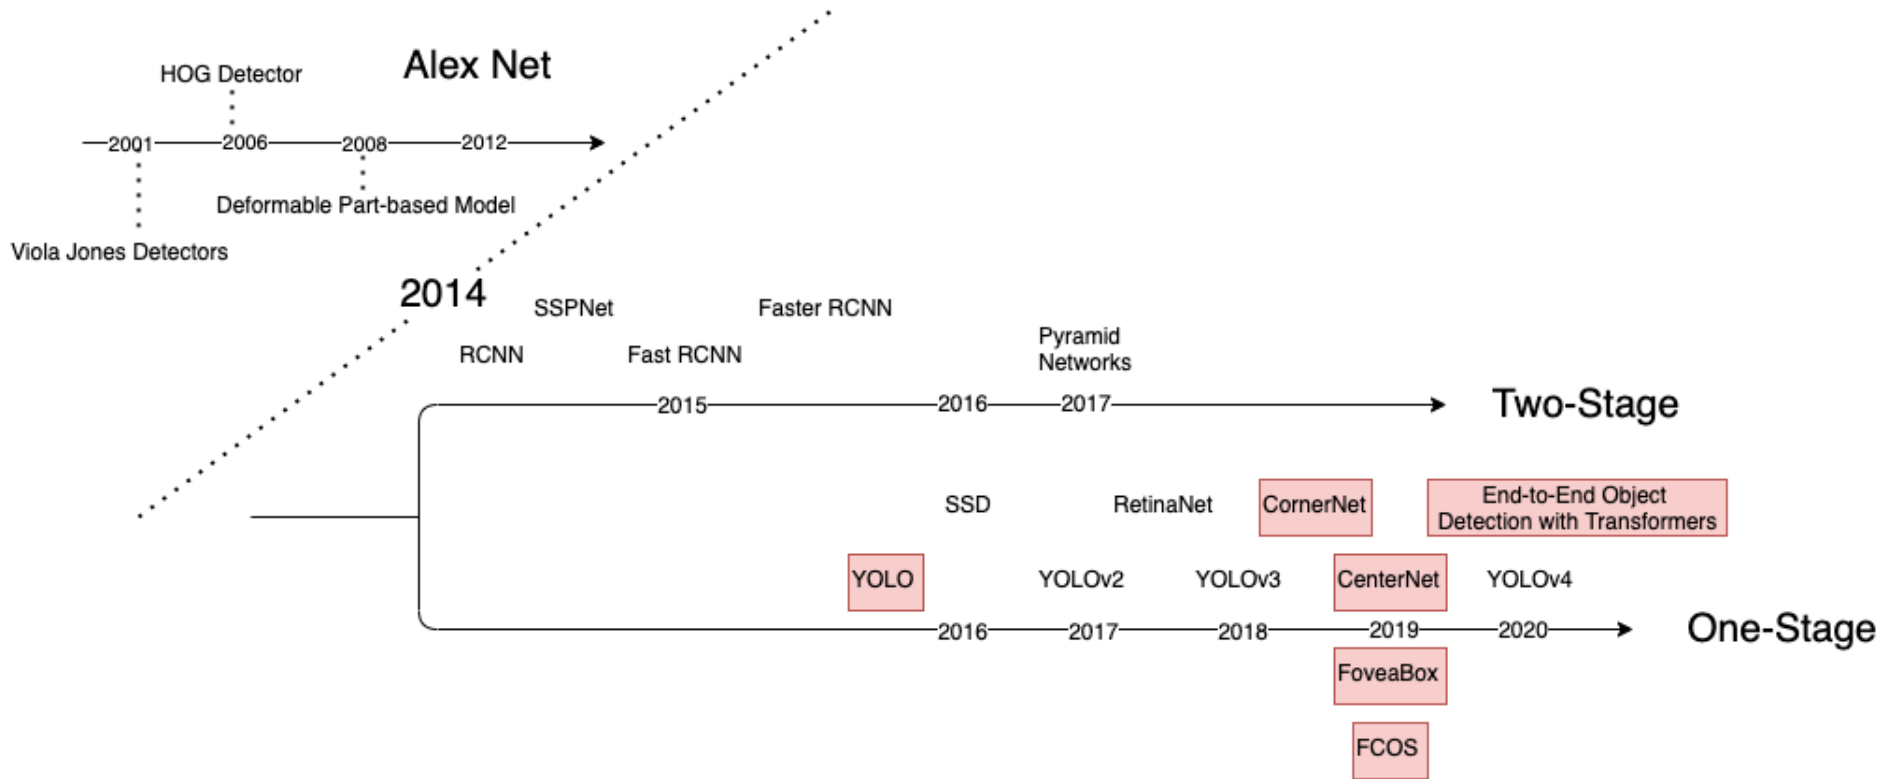 HOG Detector
Alex Net
2001
2006
2008
2012
Deformable Part-based Model
Viola Jones Detectors
2014
SSPNet
Faster RCNN
RCNN
Fast RCNN
Pyramid
Networks
2015
2016
2017
Two-Stage
SSD
RetinaNet
CornerNet
End-to-End Object
Detection with Transformers
YOLO
YOLOv2
YOLOv3
CenterNet
YOLOv4
2016
2017
2018
2019
2020
One-Stage
FoveaBox
FCOS